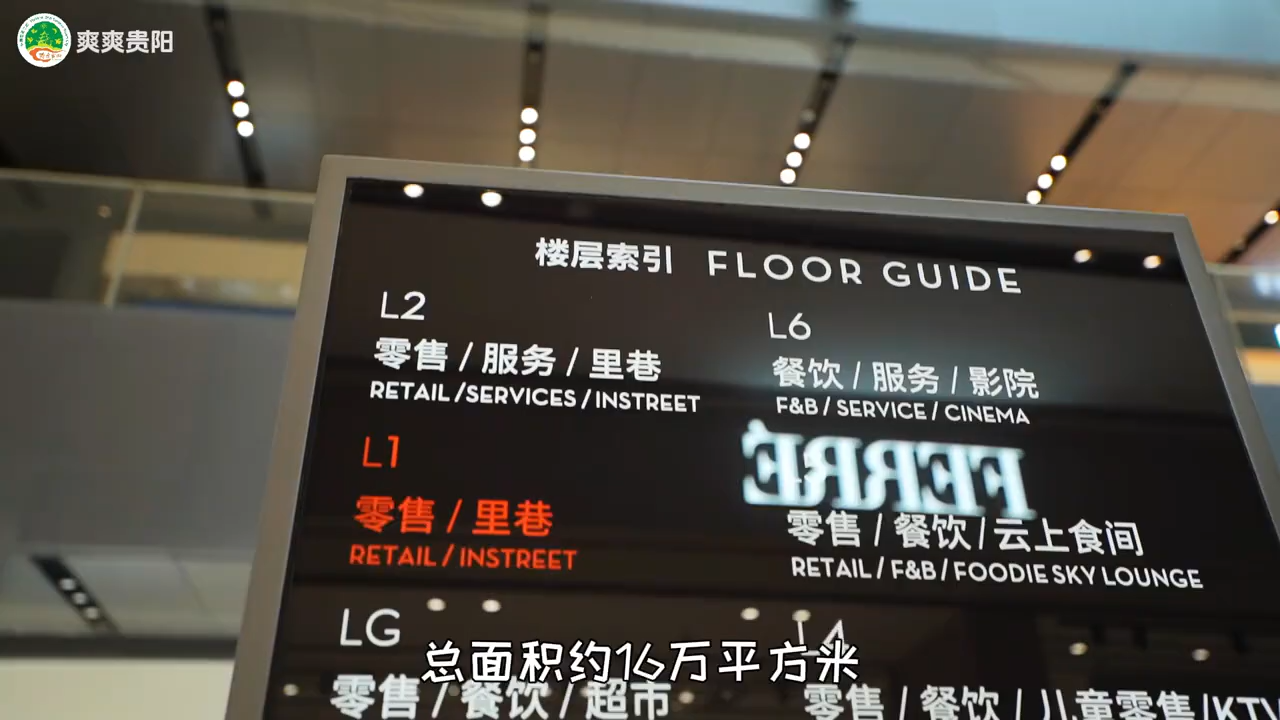 爽爽贵阳
楼层索引 FLOOR GUIDE
L2
零售 / 服务 / 里巷
RETAIL / SERVICES / INSTREET
L1
零售 / 里巷
RETAIL / INSTREET
LG
零售 / 餐饮 / 超市
L6
餐饮 / 服务 / 影院
F&B / SERVICE / CINEMA
FERRÉ
零售 / 餐饮 / 云上食间
RETAIL / F&B / FOODIE SKY LOUNGE
L4
零售 / 餐饮 / 儿童零售 / KTV
总面积约16万平方米